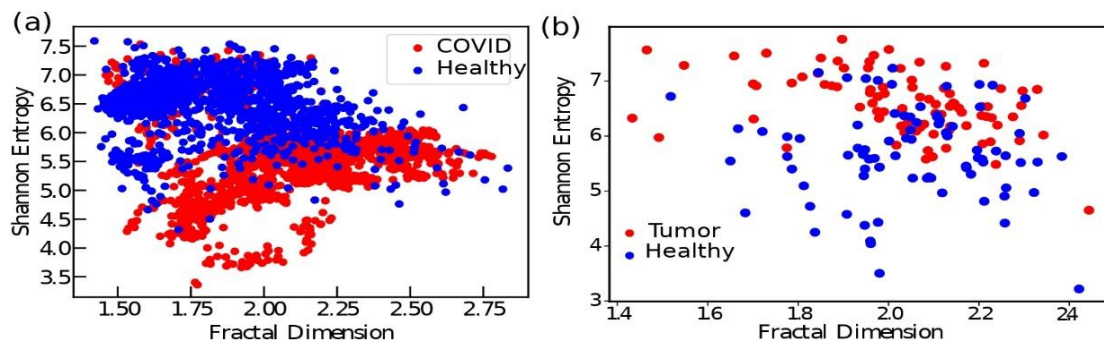 (a)
COVID
Healthy
7.5
7.0
6.5
6.0
5.5
5.0
4.5
4.0
3.5
Shannon Entropy
1.50 1.75 2.00 2.25 2.50 2.75
Fractal Dimension
(b)
7
6
5
4
3
Shannon Entropy
Tumor
Healthy
1.4 1.6 1.8 2.0 2.2 2.4
Fractal Dimension